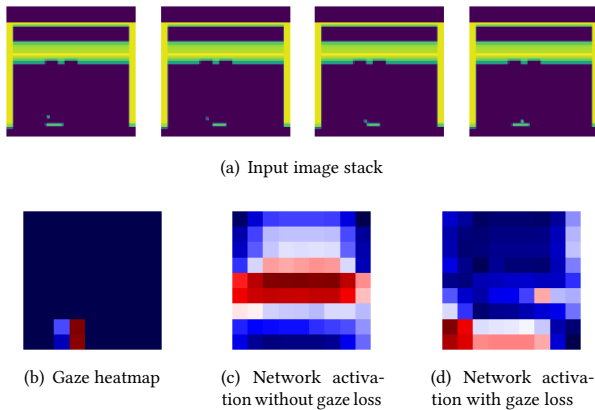 (a) Input image stack
(b) Gaze heatmap
(c) Network activa-
tion without gaze loss
(d) Network activa-
tion with gaze loss